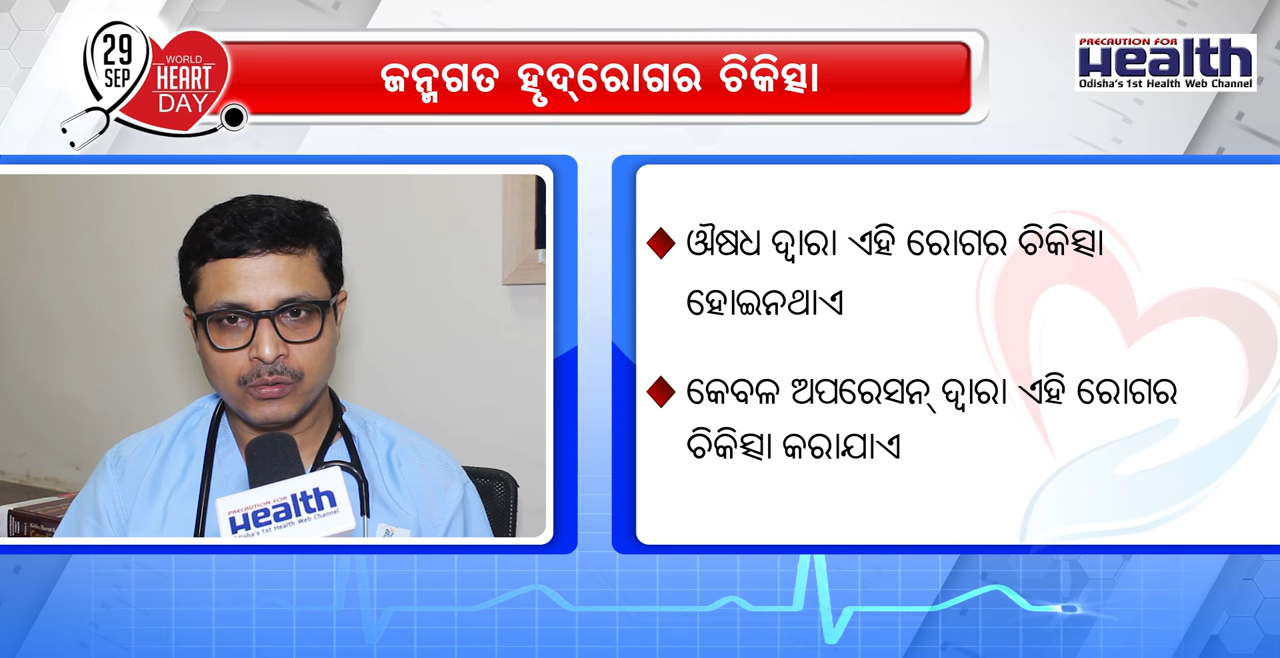 29
SEP
WORLD
HEART
DAY
ଜନ୍ମଗତ ହୃଦ୍‌ରୋଗର ଚିକିତ୍ସା
PRECAUTION FOR
Health
Odisha's 1st Health Web Channel
ଔଷଧ ଦ୍ୱାରା ଏହି ରୋଗର ଚିକିତ୍ସା
ହୋଇନଥାଏ
କେବଳ ଅପରେସନ୍ ଦ୍ୱାରା ଏହି ରୋଗର
ଚିକିତ୍ସା କରାଯାଏ
PRECAUTION FOR
Health
1st Health Web Channel